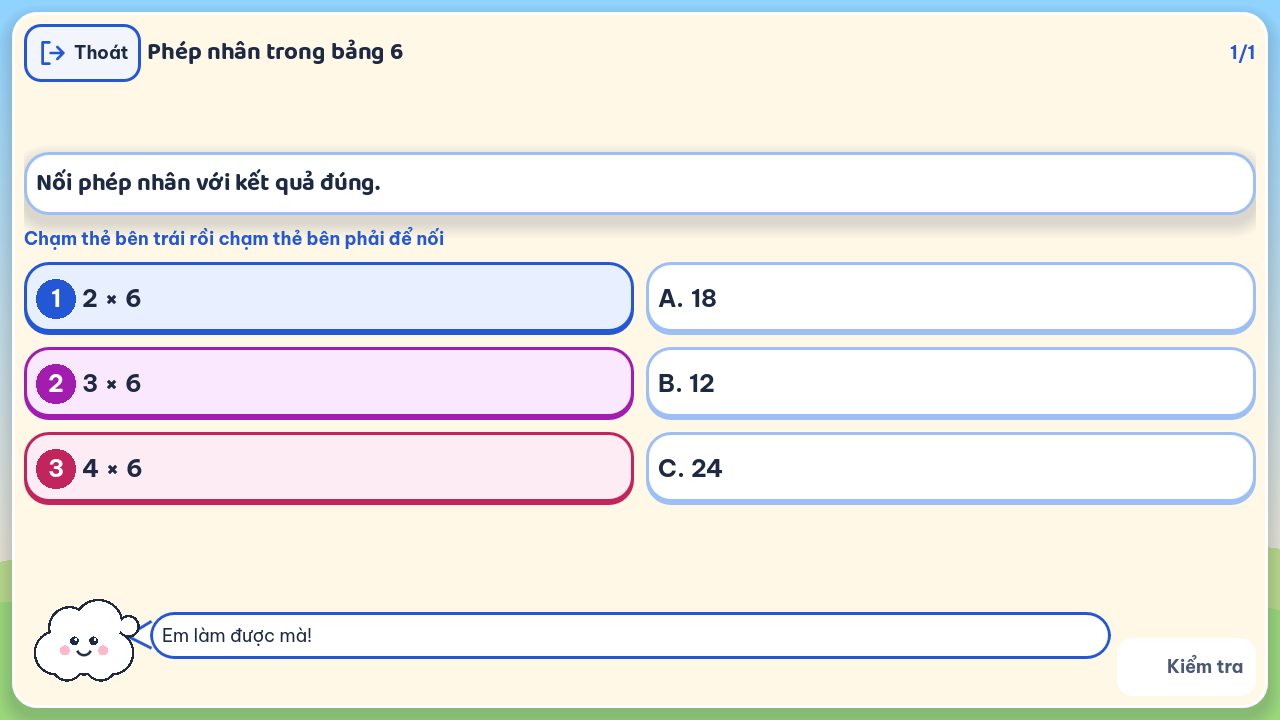 Thoát
Phép nhân trong bảng 6
1/1
Nối phép nhân với kết quả đúng.
Chạm thẻ bên trái rồi chạm thẻ bên phải để nối
1 2 × 6
A. 18
2 3 × 6
B. 12
3 4 × 6
C. 24
Em làm được mà!
Kiểm tra